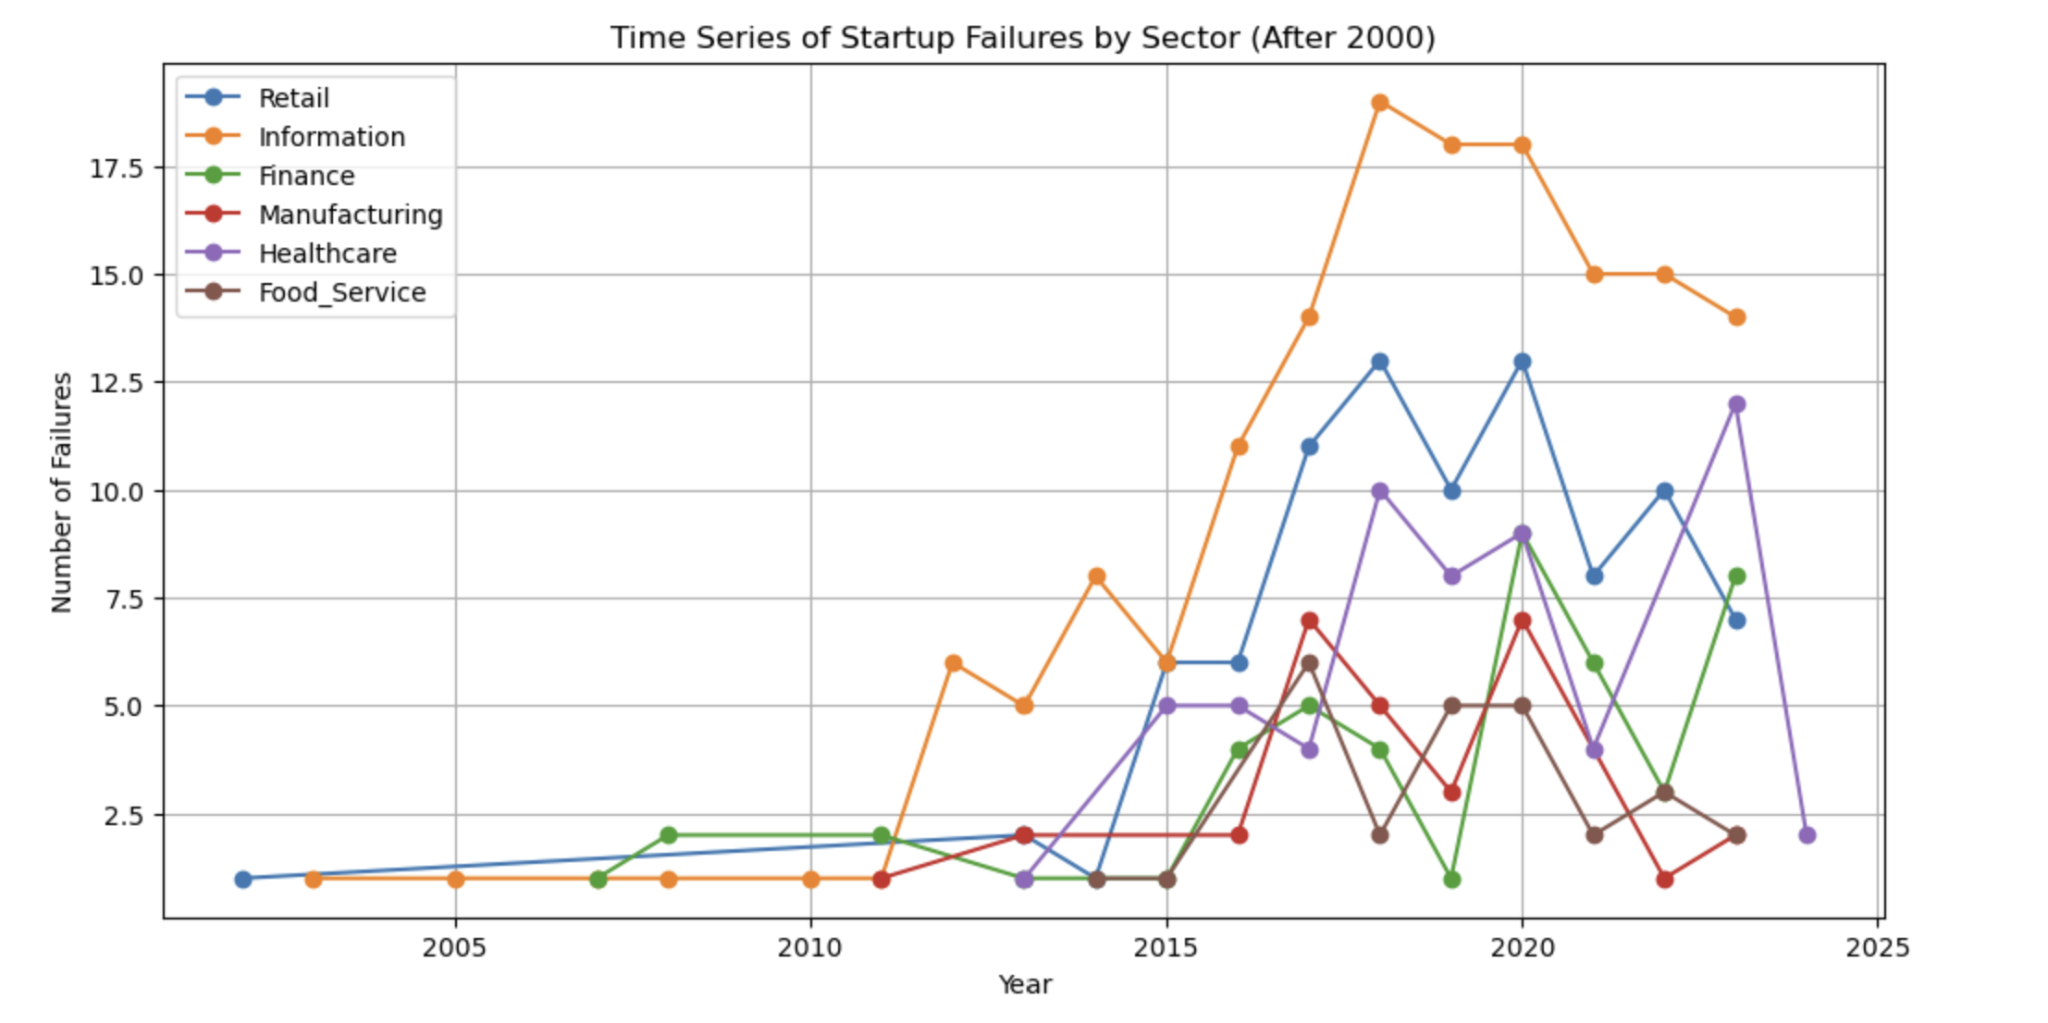 Time Series of Startup Failures by Sector (After 2000)
Retail
Information
Finance
Manufacturing
Healthcare
Food_Service
17.5
15.0
12.5
10.0
7.5
5.0
2.5
Number of Failures
2005
2010
2015
2020
2025
Year